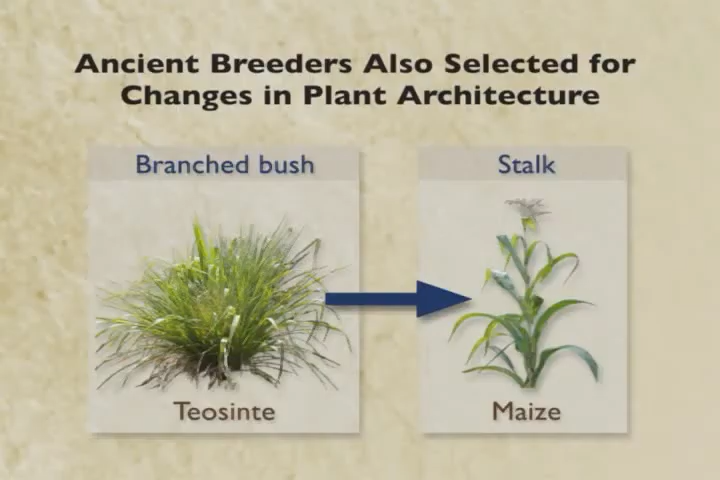 Ancient Breeders Also Selected for
Changes in Plant Architecture
Branched bush
Stalk
Teosinte
Maize